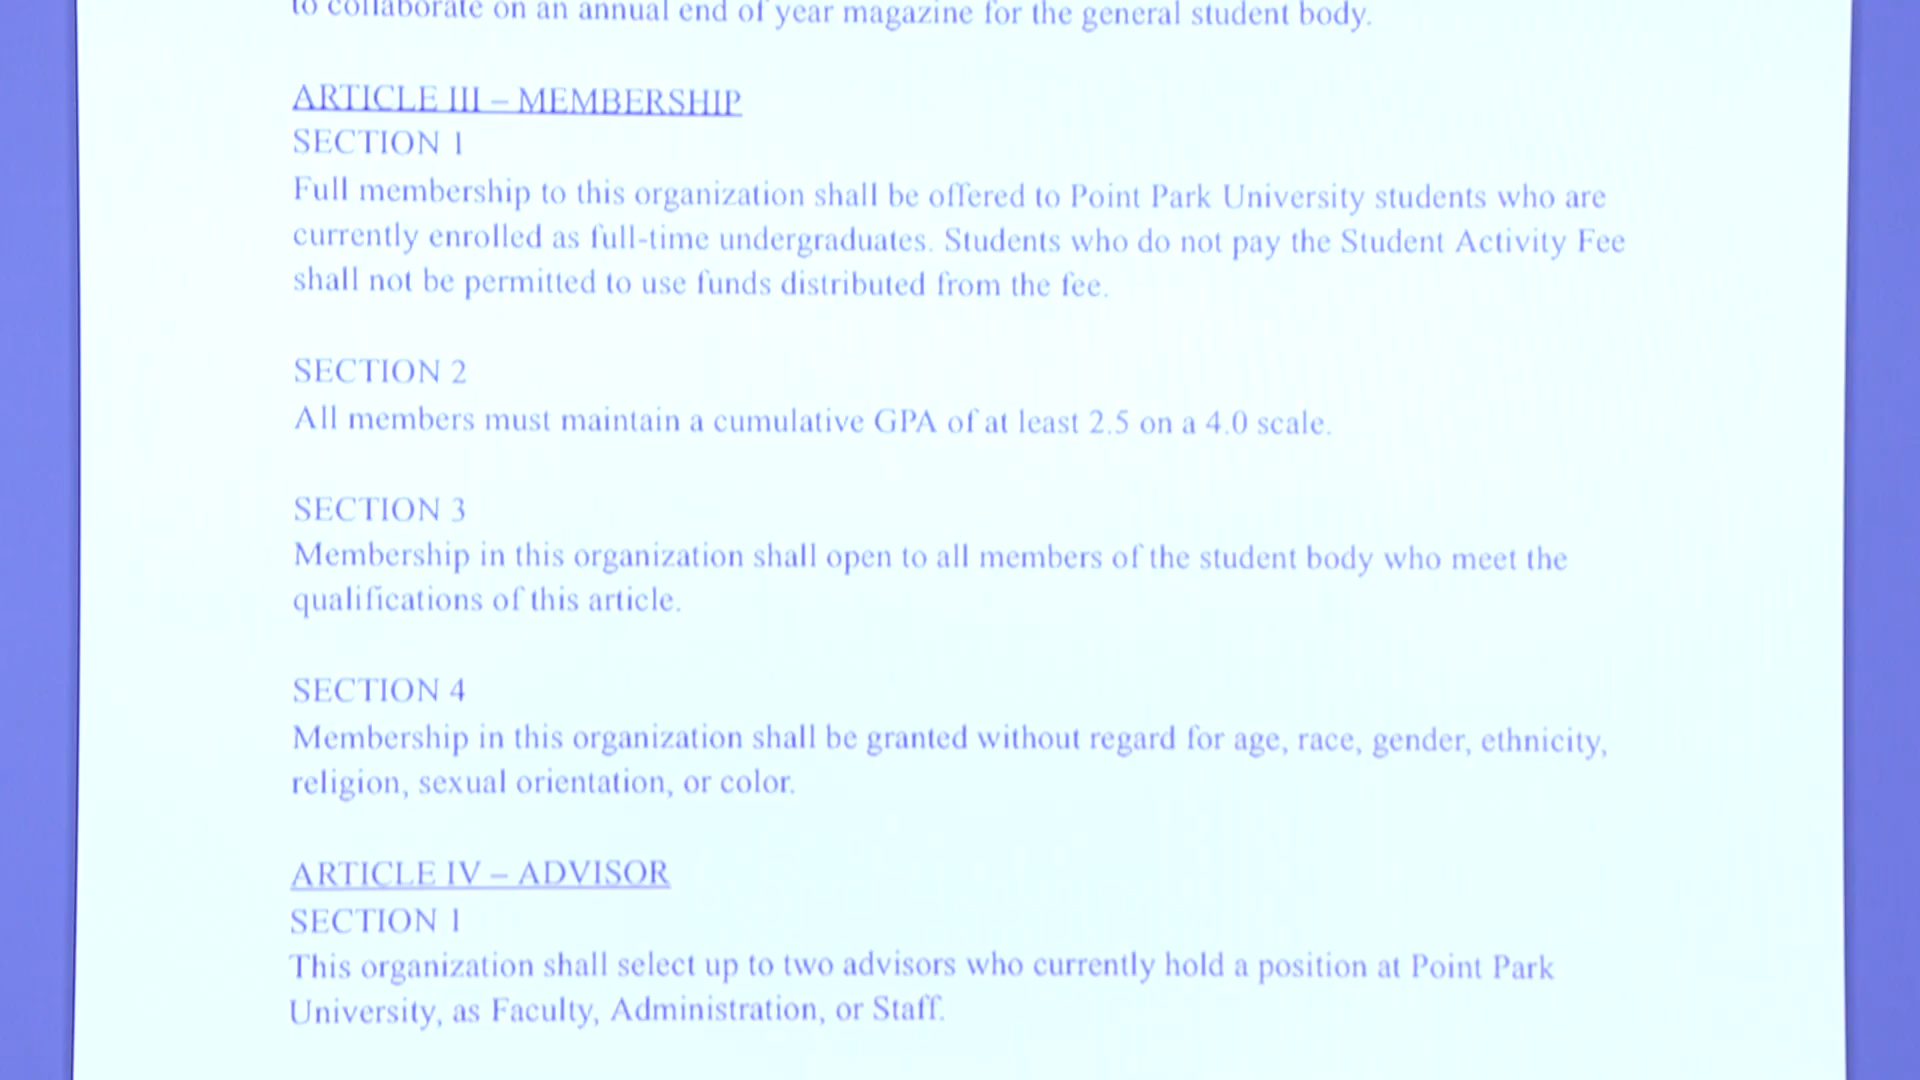 to collaborate on an annual end of year magazine for the general student body.
ARTICLE III – MEMBERSHIP
SECTION 1
Full membership to this organization shall be offered to Point Park University students who are
currently enrolled as full-time undergraduates. Students who do not pay the Student Activity Fee
shall not be permitted to use funds distributed from the fee.
SECTION 2
All members must maintain a cumulative GPA of at least 2.5 on a 4.0 scale.
SECTION 3
Membership in this organization shall open to all members of the student body who meet the
qualifications of this article.
SECTION 4
Membership in this organization shall be granted without regard for age, race, gender, ethnicity,
religion, sexual orientation, or color.
ARTICLE IV – ADVISOR
SECTION 1
This organization shall select up to two advisors who currently hold a position at Point Park
University, as Faculty, Administration, or Staff.